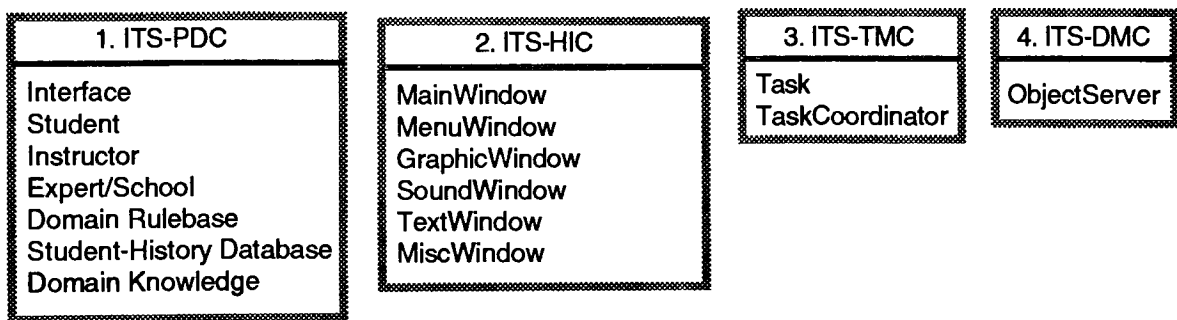 1. ITS-PDC
Interface
Student
Instructor
Expert/School
Domain Rulebase
Student-History Database
Domain Knowledge
2. ITS-HIC
MainWindow
MenuWindow
GraphicWindow
SoundWindow
TextWindow
MiscWindow
3. ITS-TMC
Task
TaskCoordinator
4. ITS-DMC
ObjectServer